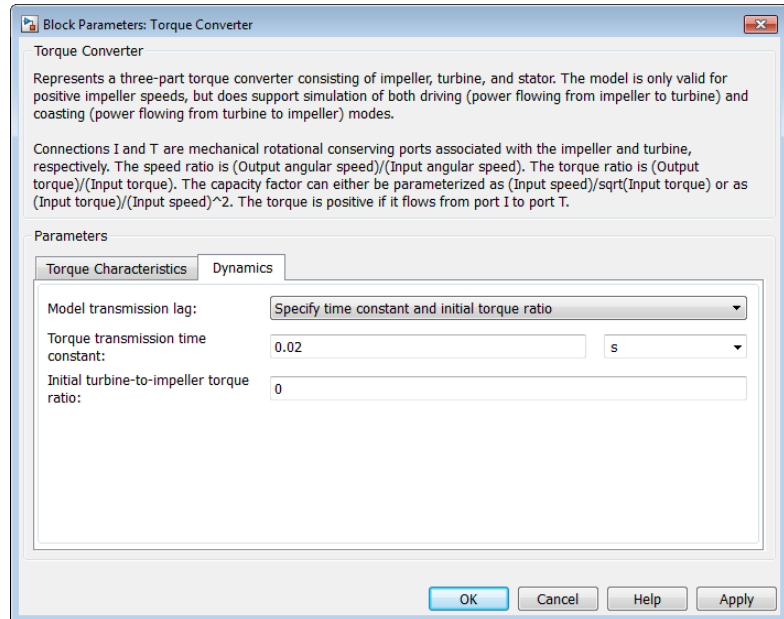 Block Parameters: Torque Converter
Torque Converter
Represents a three-part torque converter consisting of impeller, turbine, and stator. The model is only valid for
positive impeller speeds, but does support simulation of both driving (power flowing from impeller to turbine) and
coasting (power flowing from turbine to impeller) modes.
Connections I and T are mechanical rotational conserving ports associated with the impeller and turbine,
respectively. The speed ratio is (Output angular speed)/(Input angular speed). The torque ratio is (Output
torque)/(Input torque). The capacity factor can either be parameterized as (Input speed)/sqrt(Input torque) or as
(Input torque)/(Input speed)^2. The torque is positive if it flows from port I to port T.
Parameters
Torque Characteristics Dynamics
Model transmission lag: Specify time constant and initial torque ratio
Torque transmission time
constant: 0.02 s
Initial turbine-to-impeller torque
ratio: 0
OK Cancel Help Apply